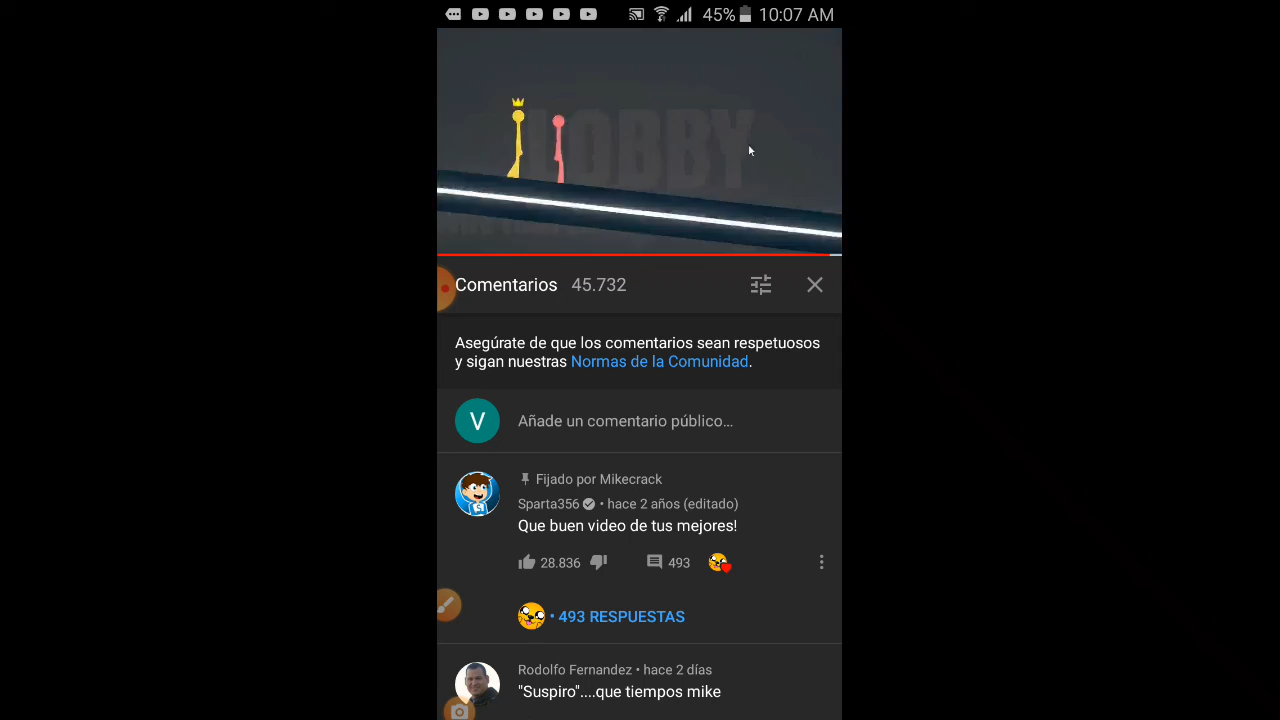 45% 10:07 AM
LOBBY
Comentarios 45.732
Asegúrate de que los comentarios sean respetuosos
y sigan nuestras Normas de la Comunidad.
V
Añade un comentario público...
Fijado por Mikecrack
Sparta356 • hace 2 años (editado)
Que buen video de tus mejores!
28.836 493
• 493 RESPUESTAS
Rodolfo Fernandez • hace 2 días
"Suspiro"....que tiempos mike